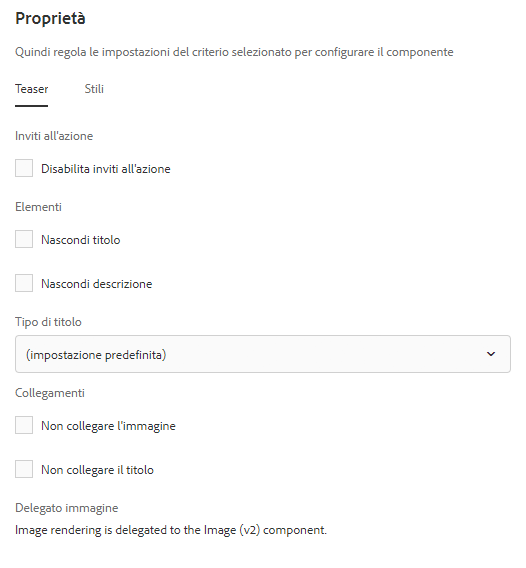 Proprietà
Quindi regola le impostazioni del criterio selezionato per configurare il componente
Teaser
Stili
Inviti all'azione
Disabilita inviti all'azione
Elementi
Nascondi titolo
Nascondi descrizione
Tipo di titolo
(impostazione predefinita)
Collegamenti
Non collegare l'immagine
Non collegare il titolo
Delegato immagine
Image rendering is delegated to the Image (v2) component.